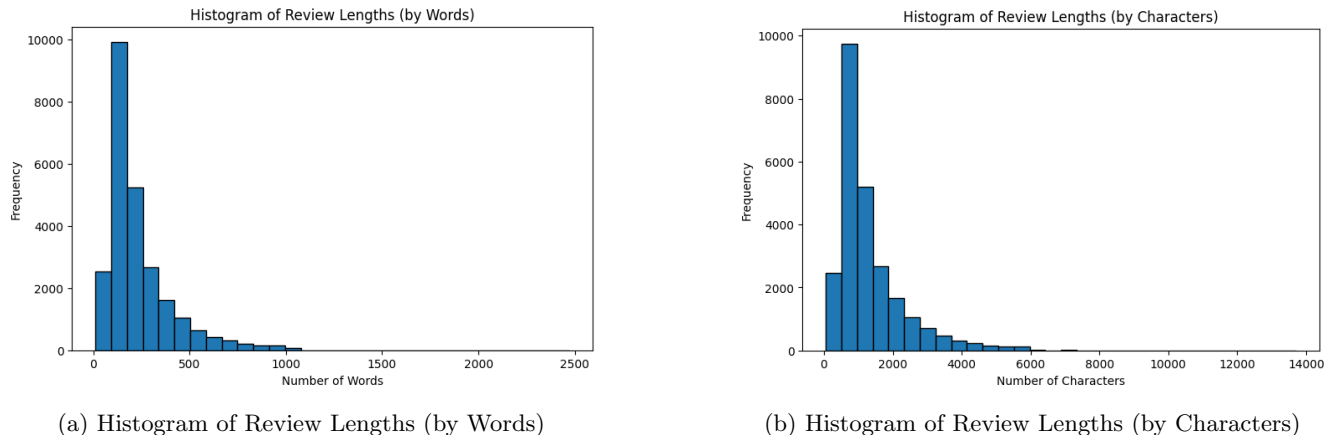 Histogram of Review Lengths (by Words)
10000
8000
6000
4000
2000
0
Frequency
0 500 1000 1500 2000 2500
Number of Words
(a) Histogram of Review Lengths (by Words)
Histogram of Review Lengths (by Characters)
10000
8000
6000
4000
2000
0
Frequency
0 2000 4000 6000 8000 10000 12000 14000
Number of Characters
(b) Histogram of Review Lengths (by Characters)